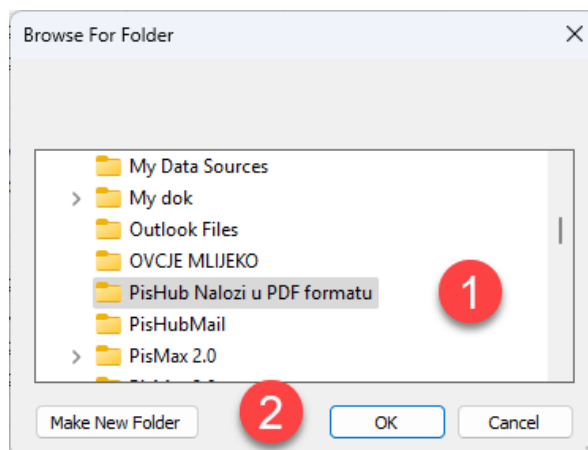 Browse For Folder
My Data Sources
My dok
Outlook Files
OVCJE MLIJEKO
PisHub Nalozi u PDF formatu
1
PisHubMail
PisMax 2.0
Make New Folder
2
OK
Cancel